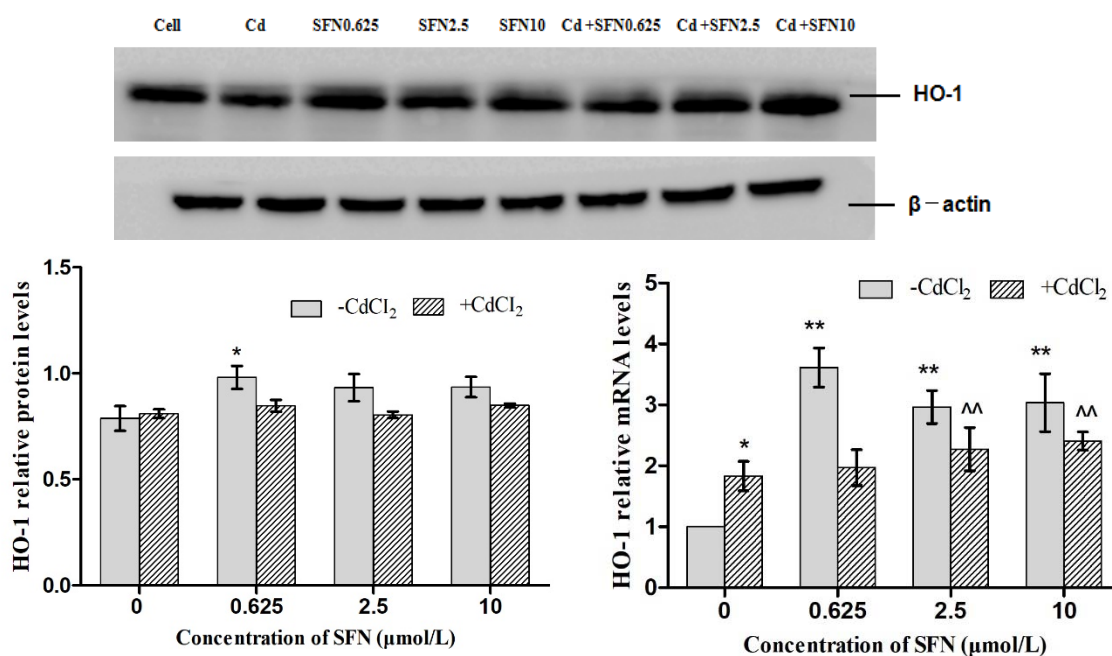 Cell Cd SFN0.625 SFN2.5 SFN10 Cd+SFN0.625 Cd+SFN2.5 Cd+SFN10
HO-1
β-actin
HO-1 relative protein levels
1.5
1.0
0.5
0.0
-CdCl₂ +CdCl₂
*
0 0.625 2.5 10
Concentration of SFN (μmol/L)
HO-1 relative mRNA levels
5
4
3
2
1
0
-CdCl₂ +CdCl₂
*
**
**
^^
**
^^
0 0.625 2.5 10
Concentration of SFN (μmol/L)